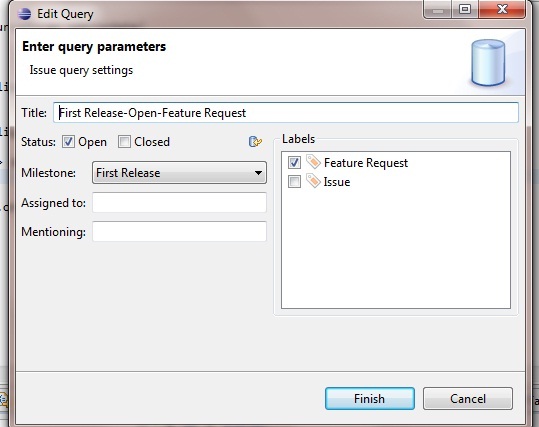 Edit Query
Enter query parameters
Issue query settings
Title: First Release-Open-Feature Request
Status: Open Closed
Milestone: First Release
Assigned to:
Mentioning:
Labels
Feature Request
Issue
Finish Cancel